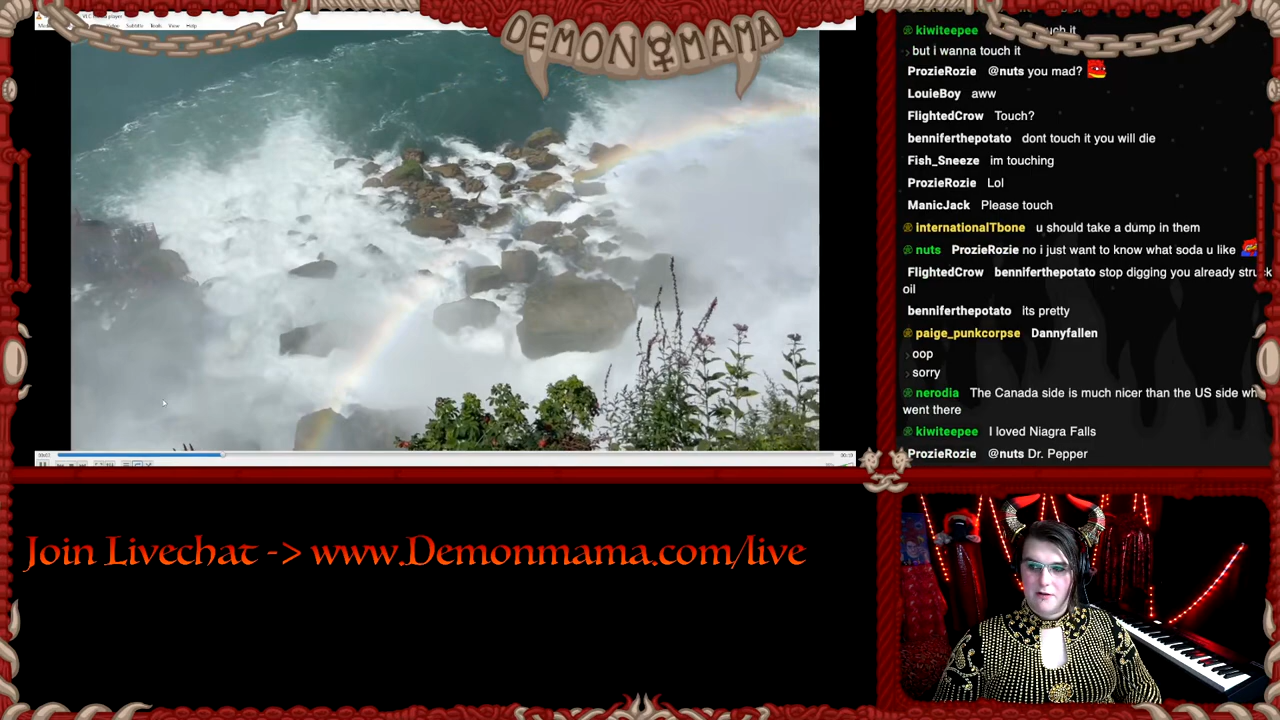 DEMON MAMA
Subtitle Tools View Help
kiwiteepee
but i wanna touch it
ProzieRozie @nuts you mad?
LouieBoy aww
FlightedCrow Touch?
benniferthepotato dont touch it you will die
Fish_Sneeze im touching
ProzieRozie Lol
ManicJack Please touch
internationalTbone u should take a dump in them
nuts ProzieRozie no i just want to know what soda u like
FlightedCrow benniferthepotato stop digging you already struck
oil
benniferthepotato its pretty
paige_punkcorpse Dannyfallen
oop
sorry
nerodia The Canada side is much nicer than the US side
went there
kiwiteepee I loved Niagra Falls
ProzieRozie @nuts Dr. Pepper
Join Livechat -> www.Demonmama.com/live